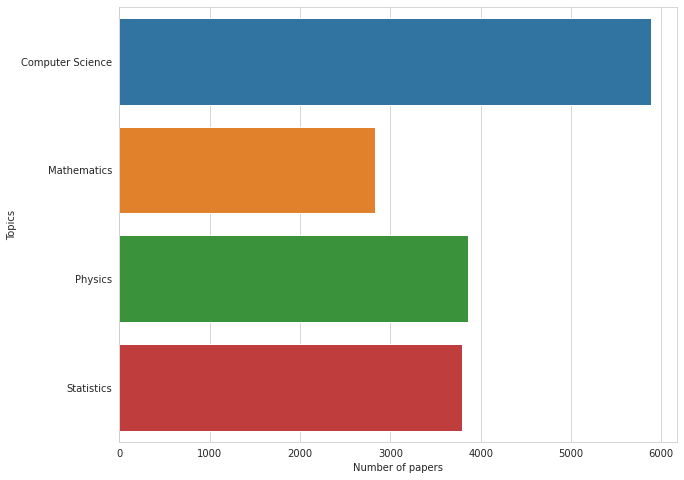 Computer Science
Mathematics
Physics
Statistics
Topics
0 1000 2000 3000 4000 5000 6000
Number of papers